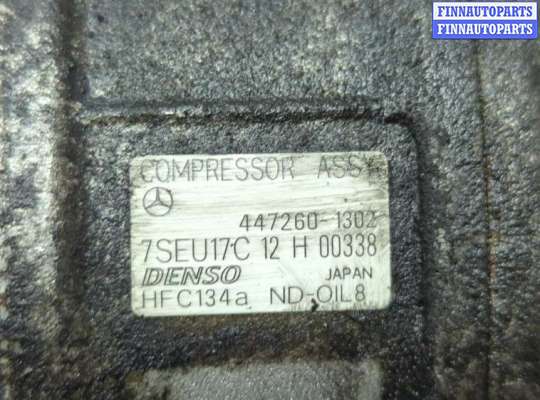 FINNAUTOPARTS
FINNAUTOPARTS
COMPRESSOR ASSY
447260-1302
7SEU17C 12 H 00338
DENSO JAPAN
HFC134a ND-OIL8